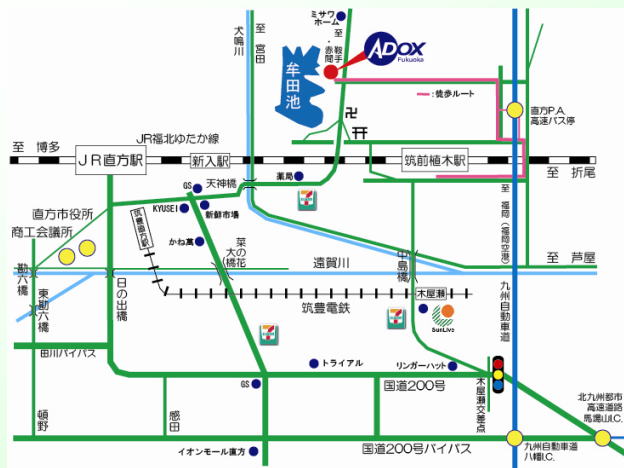 ミサワ
ホーム
至 鞍手
・赤間
ADOX
Fukuoka
犬鳴川
至 宮田
牟田池
━:徒歩ルート
直方P.A.
高速バス停
卍
JR福北ゆたか線
至 博多
JR直方駅
新入駅
筑前植木駅
至 折尾
天神橋
薬局
GS
KYUSEI
新鮮市場
かね萬
直方市役所
商工会議所
筑豊直方駅
菜の花大橋
中島橋
至 福岡(福岡空港)
遠賀川
至 芦屋
勘六橋
東勘六橋
日の出橋
筑豊電鉄
木屋瀬
SunLive
九州自動車道
田川バイパス
トライアル
リンガーハット
GS
国道200号
木屋瀬交差点
北九州都市
高速道路
馬場山I.C.
頓野
感田
イオンモール直方
国道200号バイパス
九州自動車道
八幡I.C.